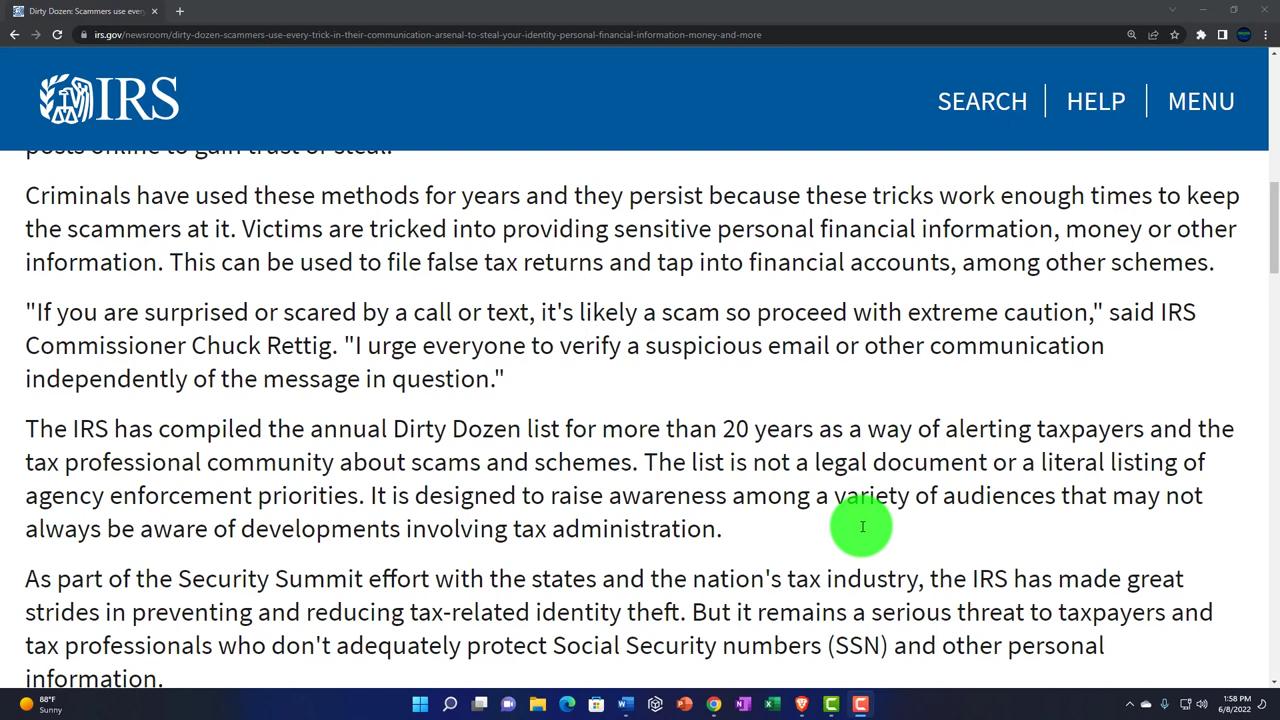 Dirty Dozen: Scammers use every
irs.gov/newsroom/dirty-dozen-scammers-use-every-trick-in-their-communication-arsenal-to-steal-your-identity-personal-financial-information-money-and-more
IRS
SEARCH
HELP
MENU
posts online to gain trust or steal.
Criminals have used these methods for years and they persist because these tricks work enough times to keep
the scammers at it. Victims are tricked into providing sensitive personal financial information, money or other
information. This can be used to file false tax returns and tap into financial accounts, among other schemes.
"If you are surprised or scared by a call or text, it's likely a scam so proceed with extreme caution," said IRS
Commissioner Chuck Rettig. "I urge everyone to verify a suspicious email or other communication
independently of the message in question."
The IRS has compiled the annual Dirty Dozen list for more than 20 years as a way of alerting taxpayers and the
tax professional community about scams and schemes. The list is not a legal document or a literal listing of
agency enforcement priorities. It is designed to raise awareness among a variety of audiences that may not
always be aware of developments involving tax administration.
As part of the Security Summit effort with the states and the nation's tax industry, the IRS has made great
strides in preventing and reducing tax-related identity theft. But it remains a serious threat to taxpayers and
tax professionals who don't adequately protect Social Security numbers (SSN) and other personal
information.
88°F
Sunny
1:58 PM
6/8/2022